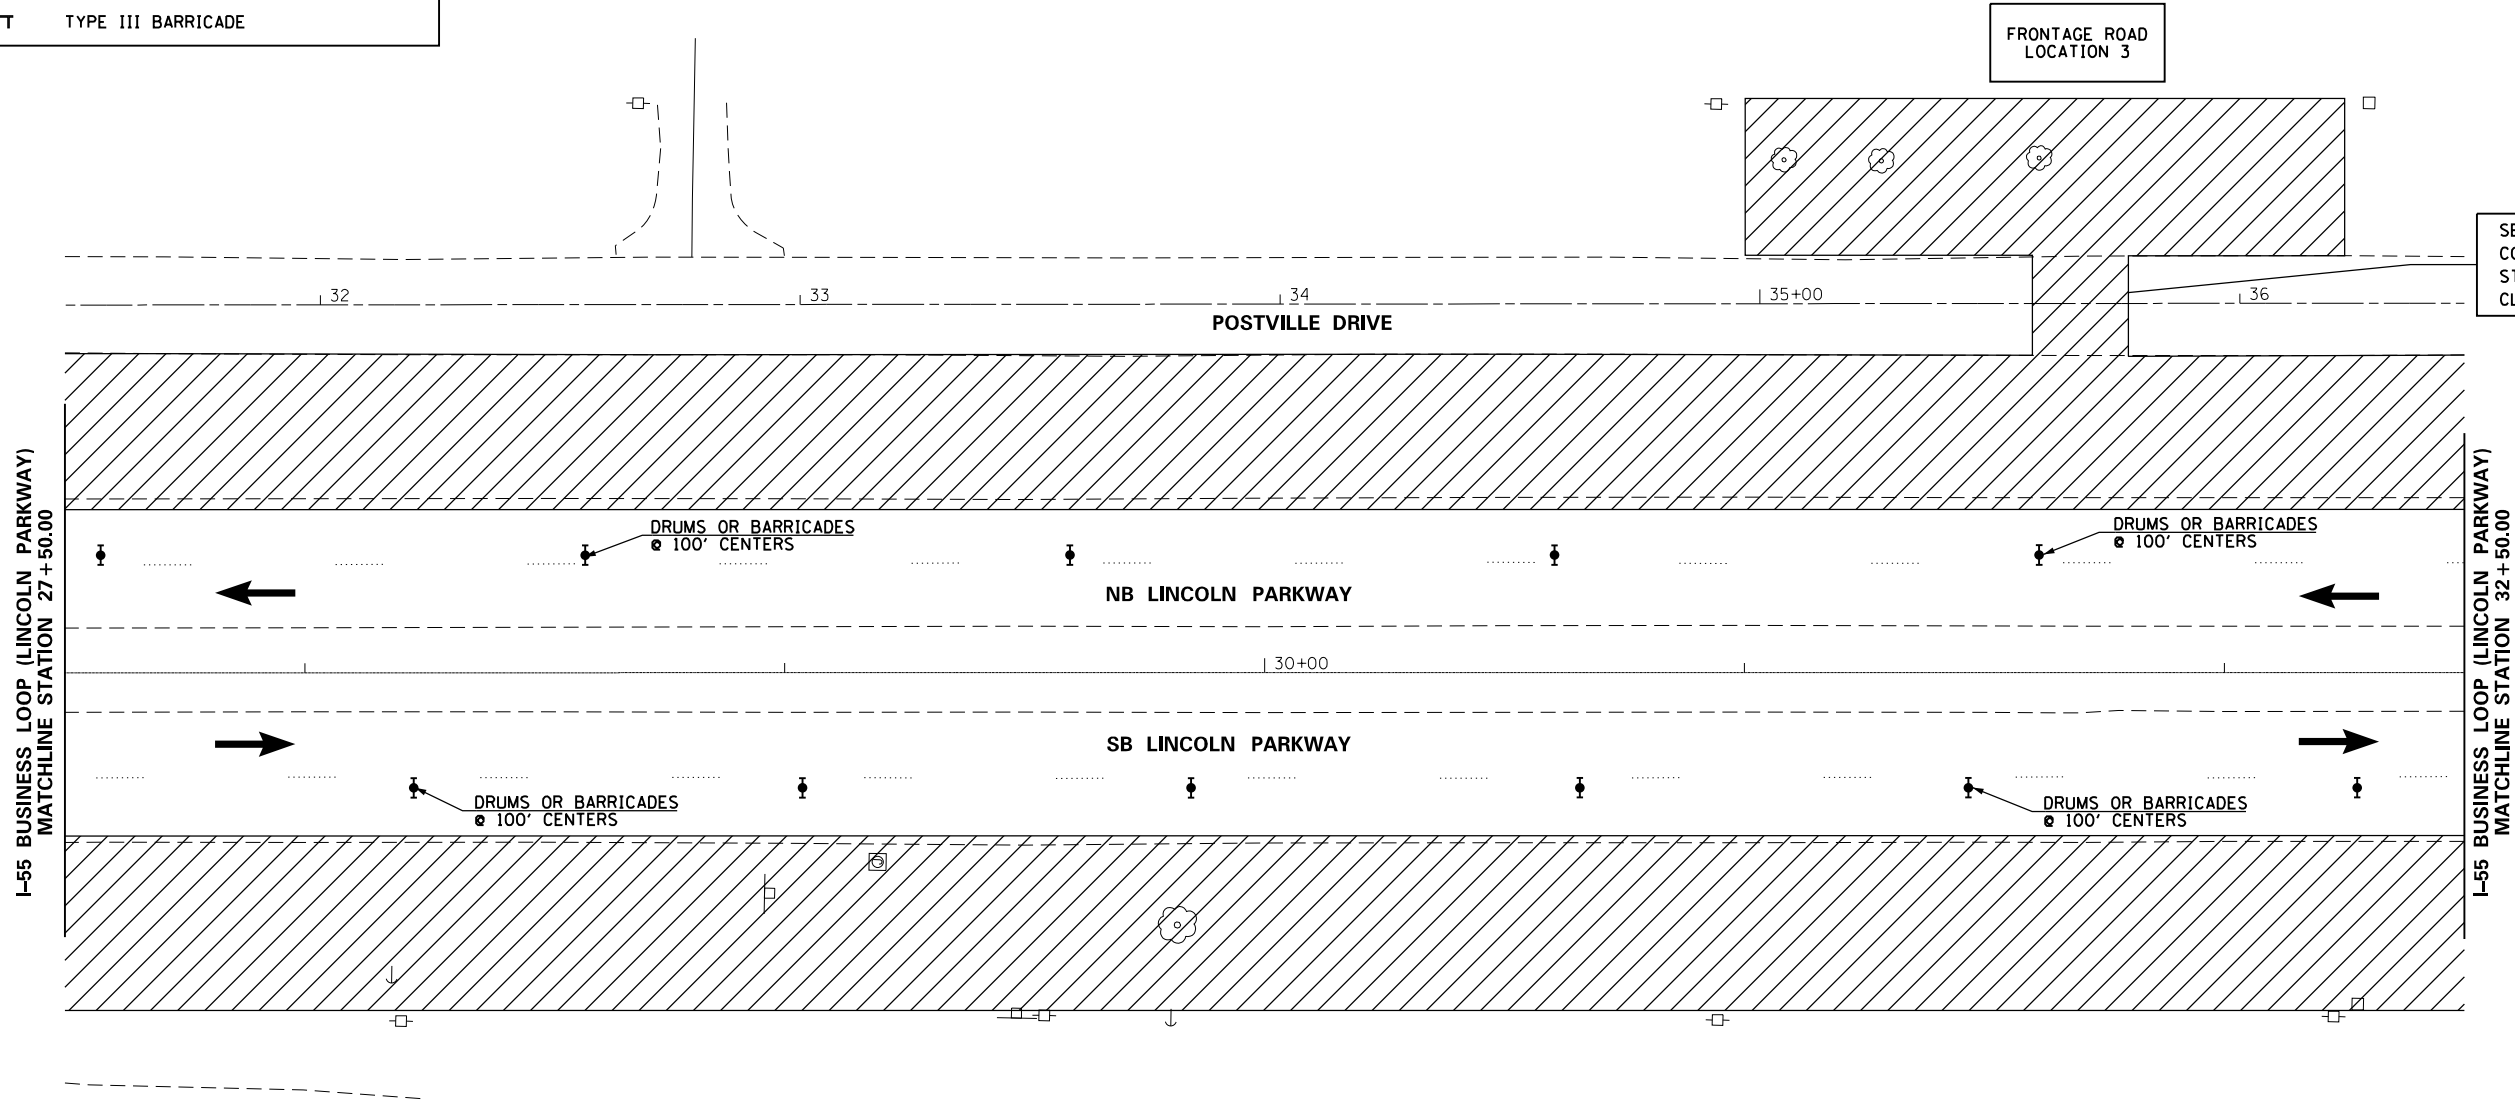 TYPE III BARRICADE
FRONTAGE ROAD
LOCATION 3
32
33
34
35+00
36
POSTVILLE DRIVE
I-55 BUSINESS LOOP (LINCOLN PARKWAY)
MATCHLINE STATION 27+50.00
DRUMS OR BARRICADES
@ 100' CENTERS
DRUMS OR BARRICADES
@ 100' CENTERS
NB LINCOLN PARKWAY
30+00
SB LINCOLN PARKWAY
DRUMS OR BARRICADES
@ 100' CENTERS
DRUMS OR BARRICADES
@ 100' CENTERS
I-55 BUSINESS LOOP (LINCOLN PARKWAY)
MATCHLINE STATION 32+50.00